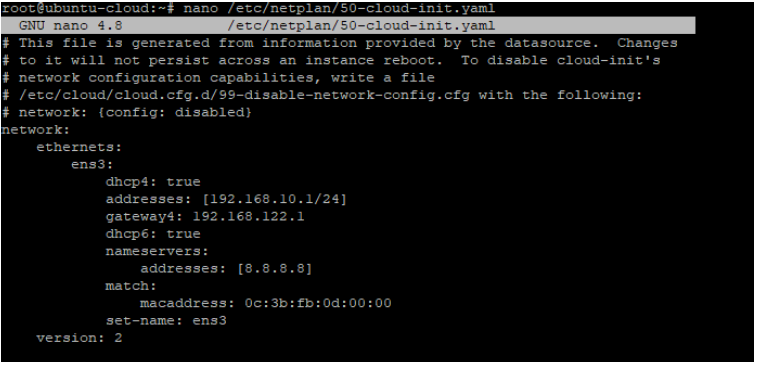 root@ubuntu-cloud:~# nano /etc/netplan/50-cloud-init.yaml
GNU nano 4.8 /etc/netplan/50-cloud-init.yaml
# This file is generated from information provided by the datasource. Changes
# to it will not persist across an instance reboot. To disable cloud-init's
# network configuration capabilities, write a file
# /etc/cloud/cloud.cfg.d/99-disable-network-config.cfg with the following:
# network: {config: disabled}
network:
    ethernets:
        ens3:
            dhcp4: true
            addresses: [192.168.10.1/24]
            gateway4: 192.168.122.1
            dhcp6: true
            nameservers:
                addresses: [8.8.8.8]
            match:
                macaddress: 0c:3b:fb:0d:00:00
            set-name: ens3
    version: 2